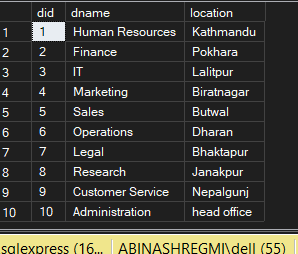 did dname location
1 1 Human Resources Kathmandu
2 2 Finance Pokhara
3 3 IT Lalitpur
4 4 Marketing Biratnagar
5 5 Sales Butwal
6 6 Operations Dharan
7 7 Legal Bhaktapur
8 8 Research Janakpur
9 9 Customer Service Nepalgunj
10 10 Administration head office
sqlexpress (16... ABINASHREGMI\dell (55)